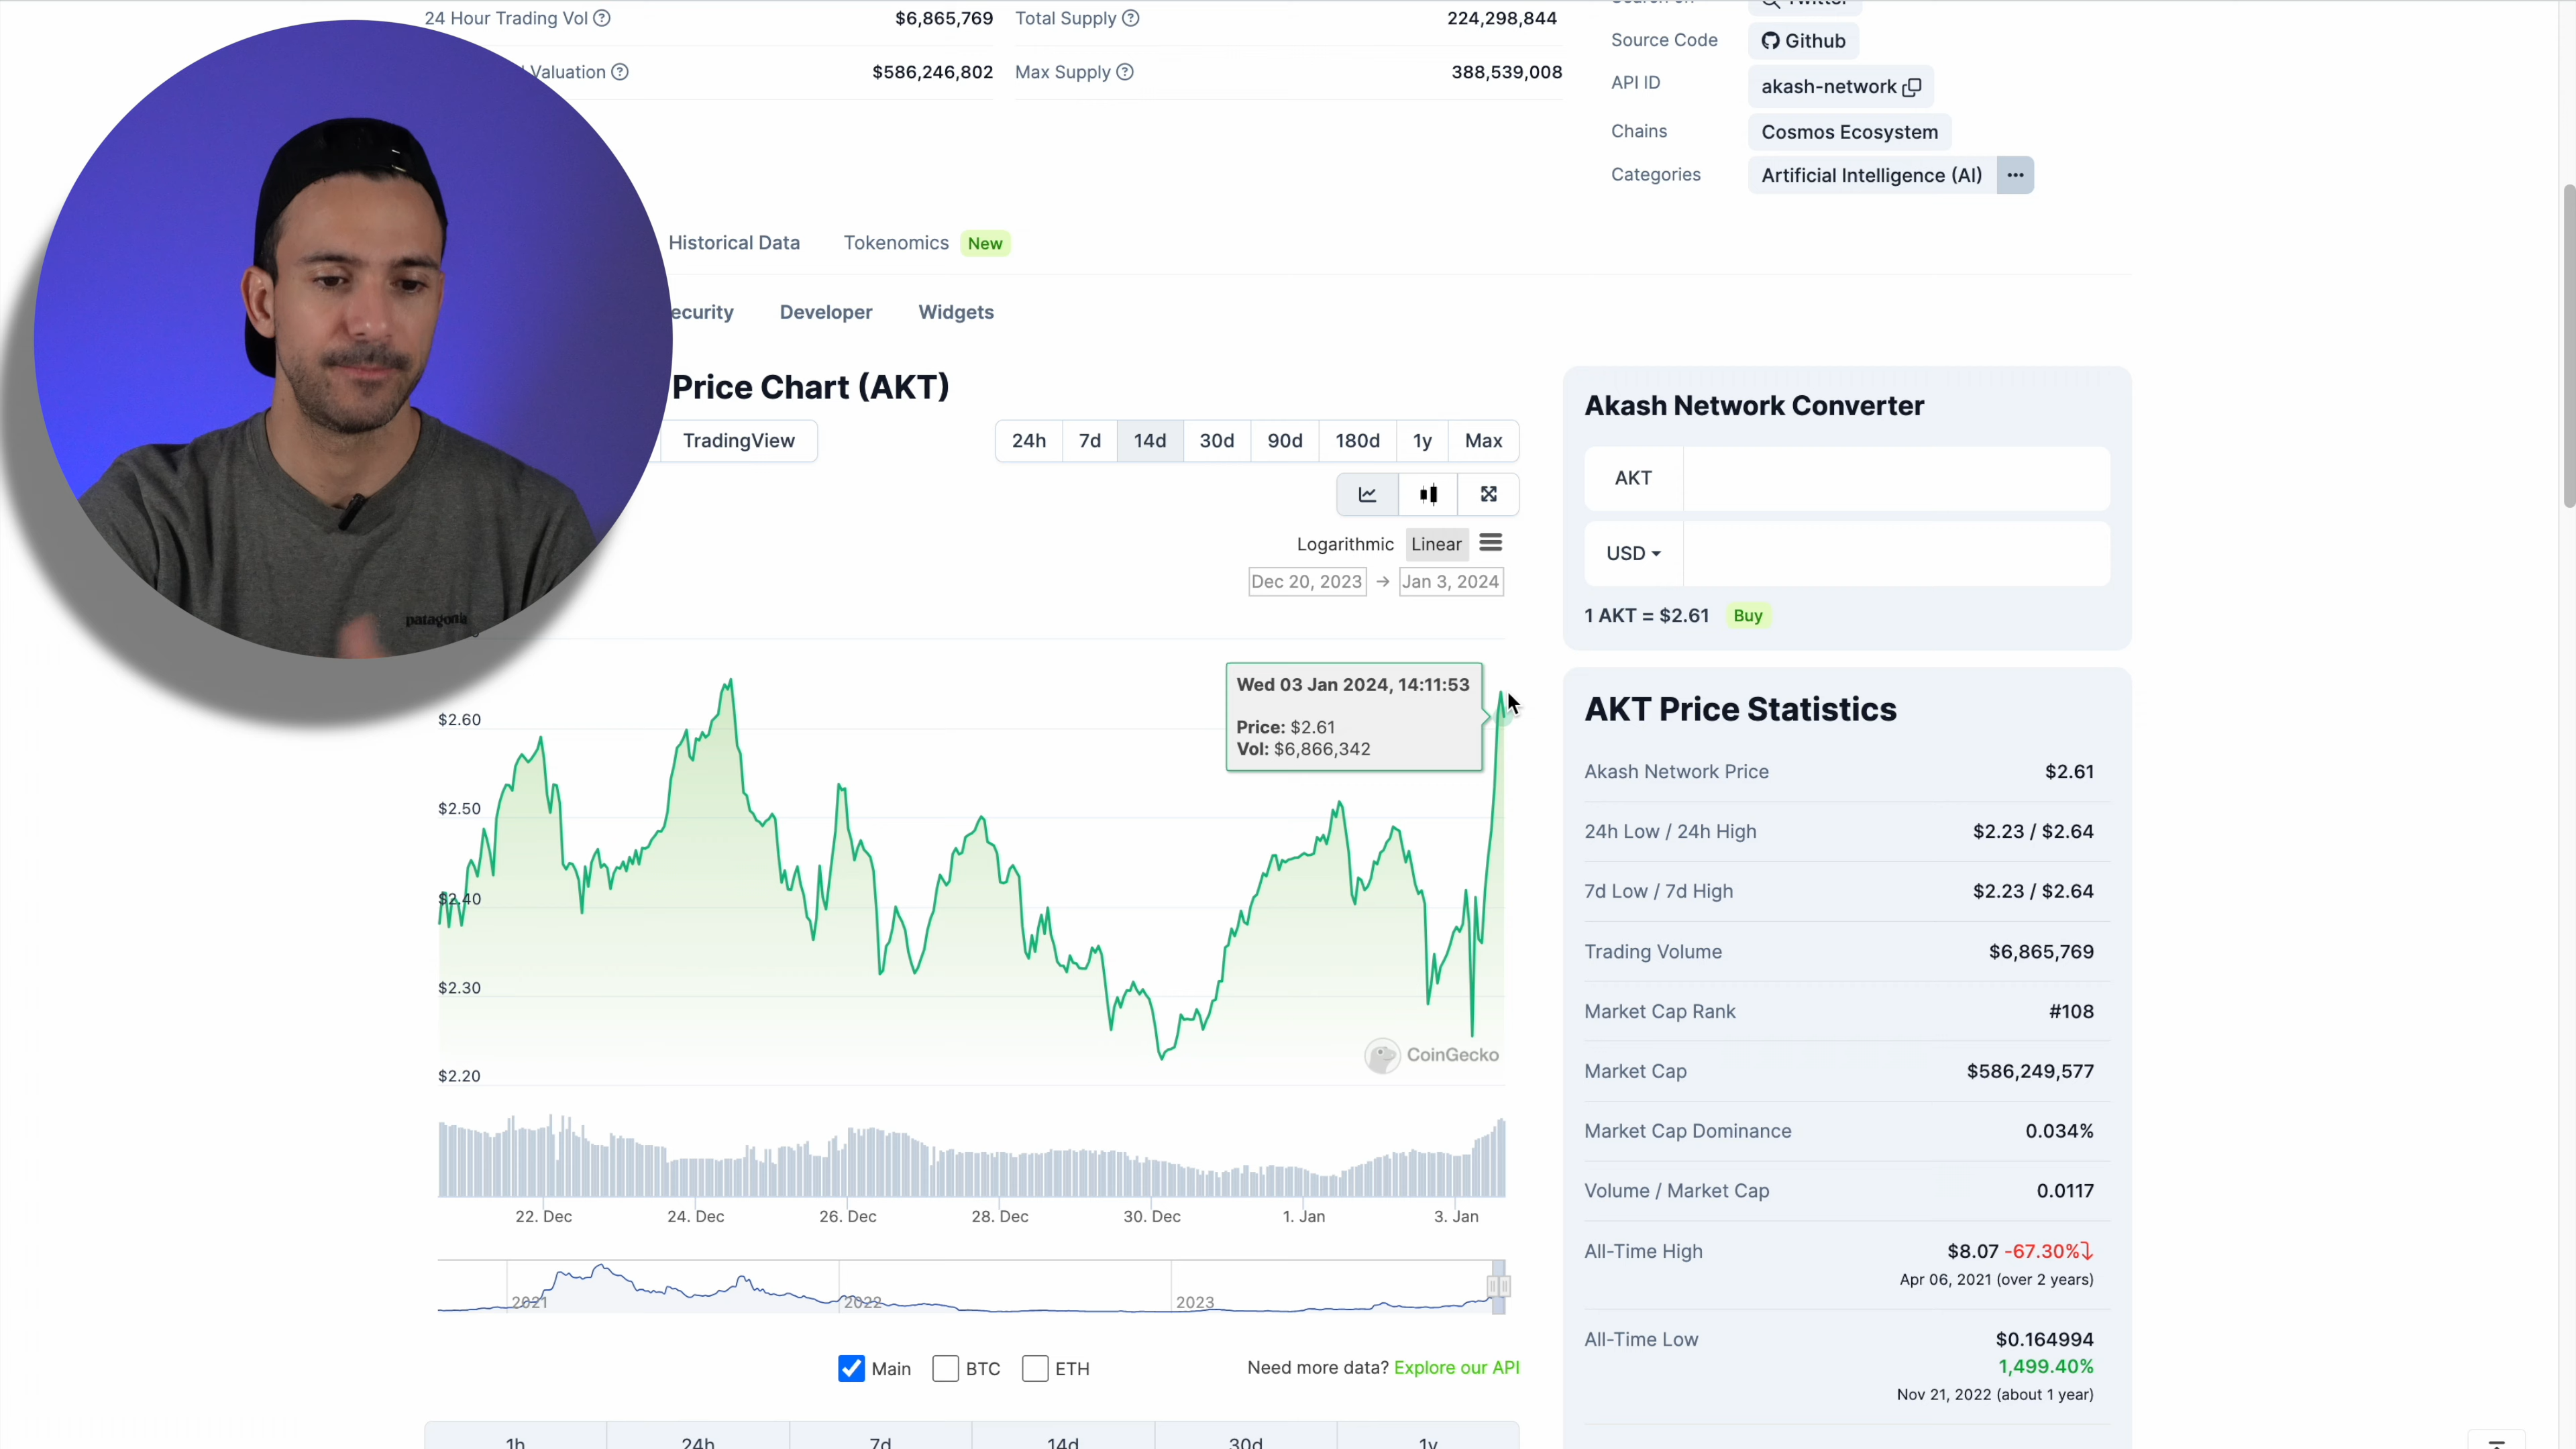 24 Hour Trading Vol
$6,865,769
Total Supply
224,298,844
Valuation
$586,246,802
Max Supply
388,539,008
Twitter
Source Code
Github
API ID
akash-network
Chains
Cosmos Ecosystem
Categories
Artificial Intelligence (AI)
Historical Data
Tokenomics
New
ecurity
Developer
Widgets
Price Chart (AKT)
TradingView
24h
7d
14d
30d
90d
180d
1y
Max
Logarithmic
Linear
Dec 20, 2023 → Jan 3, 2024
patagonia
Wed 03 Jan 2024, 14:11:53
Price: $2.61
Vol: $6,866,342
$2.60
$2.50
$2.40
$2.30
$2.20
CoinGecko
22. Dec
24. Dec
26. Dec
28. Dec
30. Dec
1. Jan
3. Jan
2021
2022
2023
Main
BTC
ETH
Need more data? Explore our API
1h
24h
7d
14d
30d
1y
Akash Network Converter
AKT
USD
1 AKT = $2.61
Buy
AKT Price Statistics
Akash Network Price
$2.61
24h Low / 24h High
$2.23 / $2.64
7d Low / 7d High
$2.23 / $2.64
Trading Volume
$6,865,769
Market Cap Rank
#108
Market Cap
$586,249,577
Market Cap Dominance
0.034%
Volume / Market Cap
0.0117
All-Time High
$8.07 -67.30%
Apr 06, 2021 (over 2 years)
All-Time Low
$0.164994
1,499.40%
Nov 21, 2022 (about 1 year)